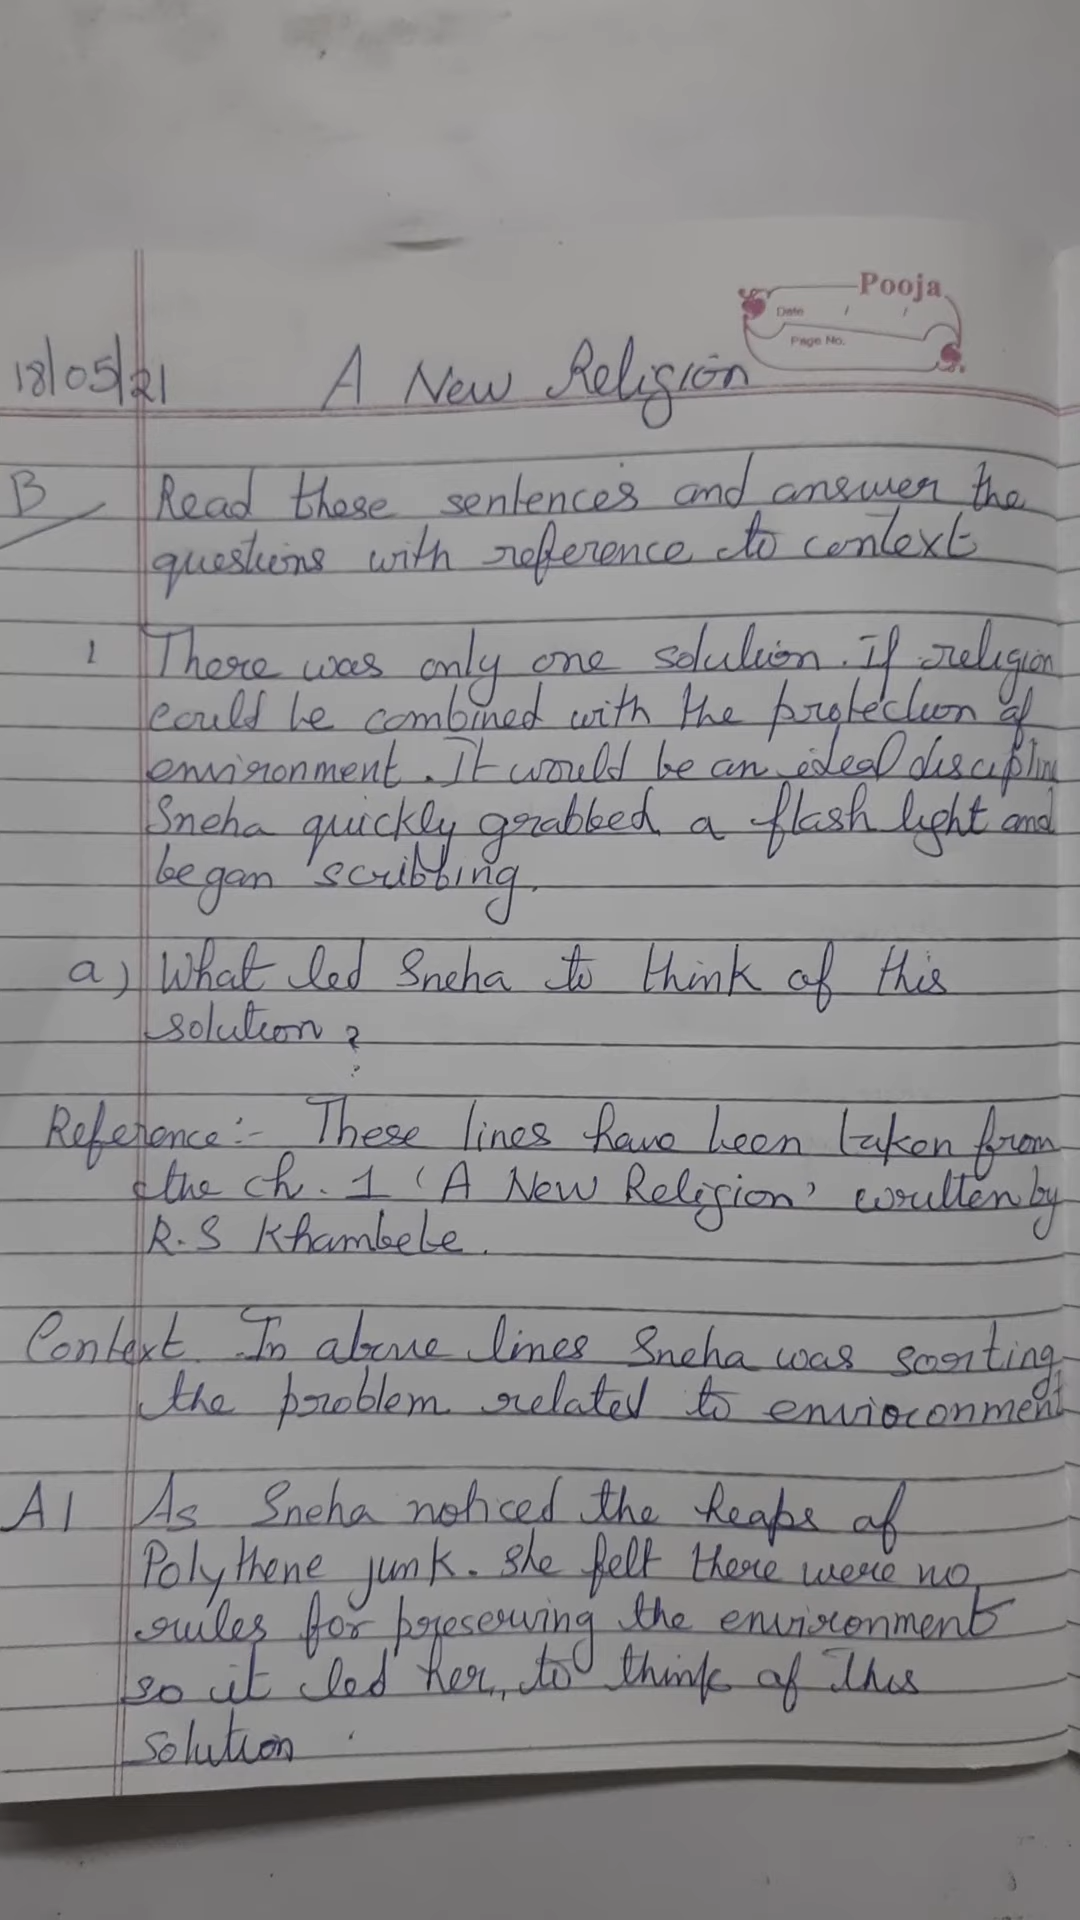 Pooja
Date / /
Page No.
18/05/21 A New Religion
B Read these sentences and answer the
questions with reference to context
1 There was only one solution. If religion
could be combined with the protection of
environment. It would be an ideal discipline
Sneha quickly grabbed a flash light and
began scribbing.
a) What led Sneha to think of this
solution ?
Reference:- These lines have been taken from
the ch. 1 'A New Religion' written by
R.S Khambete.
Context. In above lines Sneha was sorting
the problem related to envioronment
A1 As Sneha noticed the heaps of
Polythene junk. She felt there were no
rules for preserving the environment
so it led her, to think of this
solution.